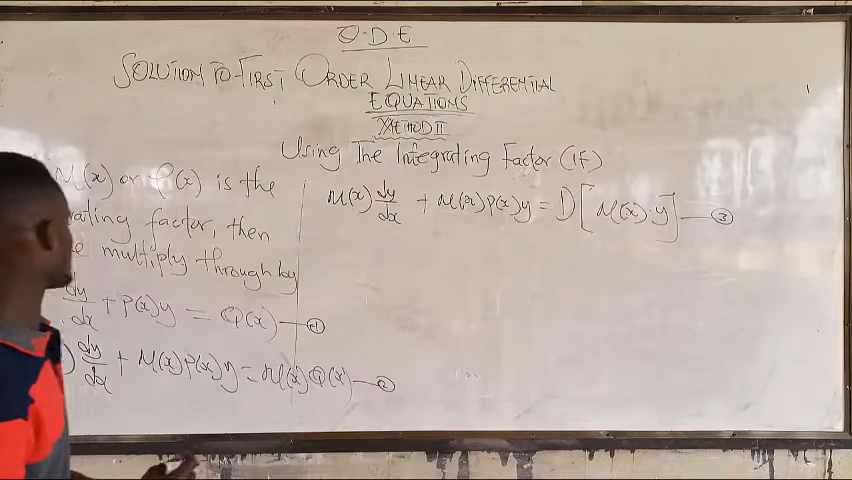 O.D.E
SOLUTION TO FIRST ORDER LINEAR DIFFERENTIAL
EQUATIONS
METHOD II
Using The Integrating Factor (IF)
M(x) or P(x) is the
rating factor, then
multiply through by
dy/dx + P(x)y = Q(x) — ①
) dy/dx + M(x)P(x)y = M(x)Q(x) — ②
M(x) dy/dx + M(x)P(x)y = D[M(x)·y] — ③